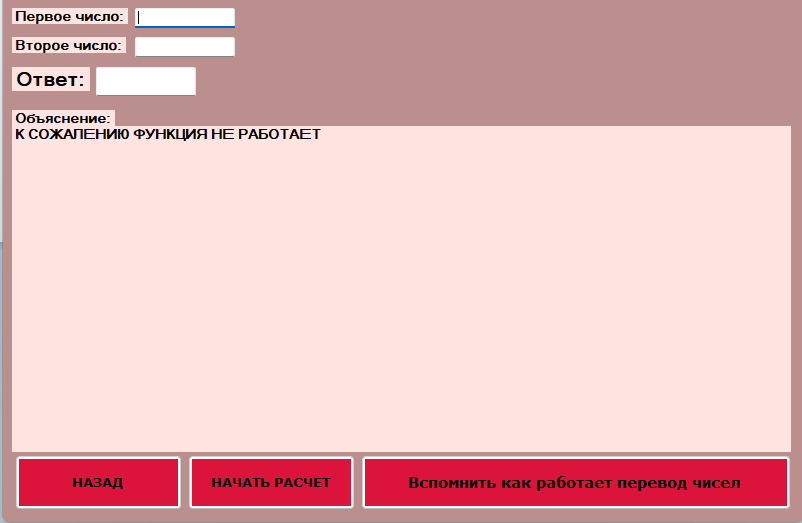 Первое число:
Второе число:
Ответ:
Объяснение:
К СОЖАЛЕНИЮ ФУНКЦИЯ НЕ РАБОТАЕТ
НАЗАД
НАЧАТЬ РАСЧЕТ
Вспомнить как работает перевод чисел